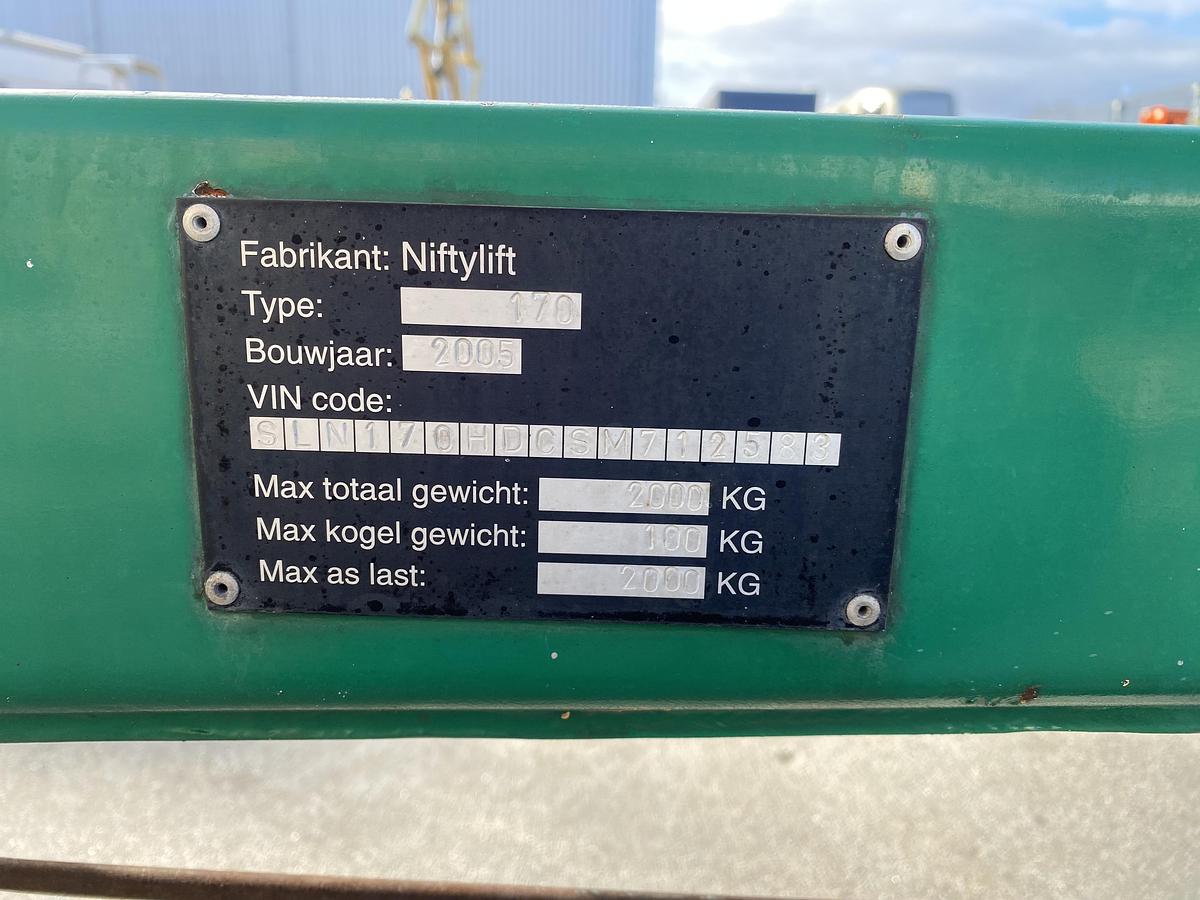 Fabrikant: Niftylift
Type: 170
Bouwjaar: 2005
VIN code:
SLN170HDCSM712583
Max totaal gewicht: 2000 KG
Max kogel gewicht: 100 KG
Max as last: 2000 KG